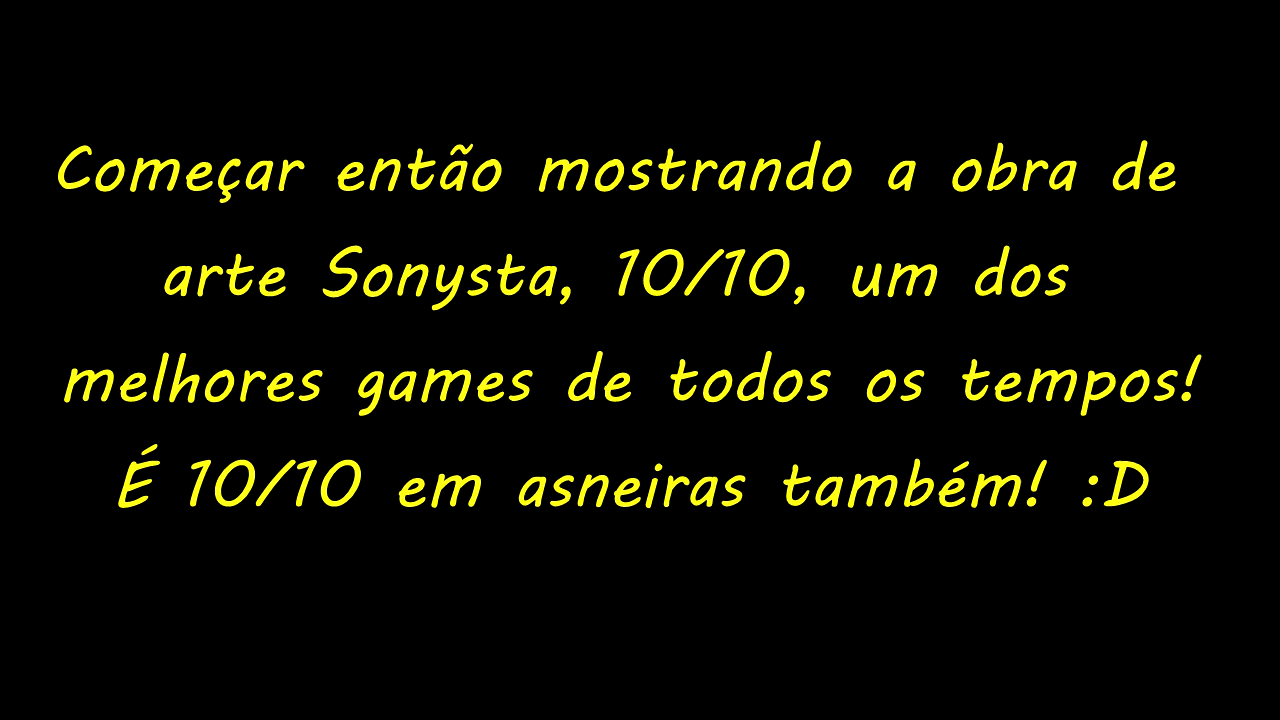 Começar então mostrando a obra de
arte Sonysta, 10/10, um dos
melhores games de todos os tempos!
É 10/10 em asneiras também! :D